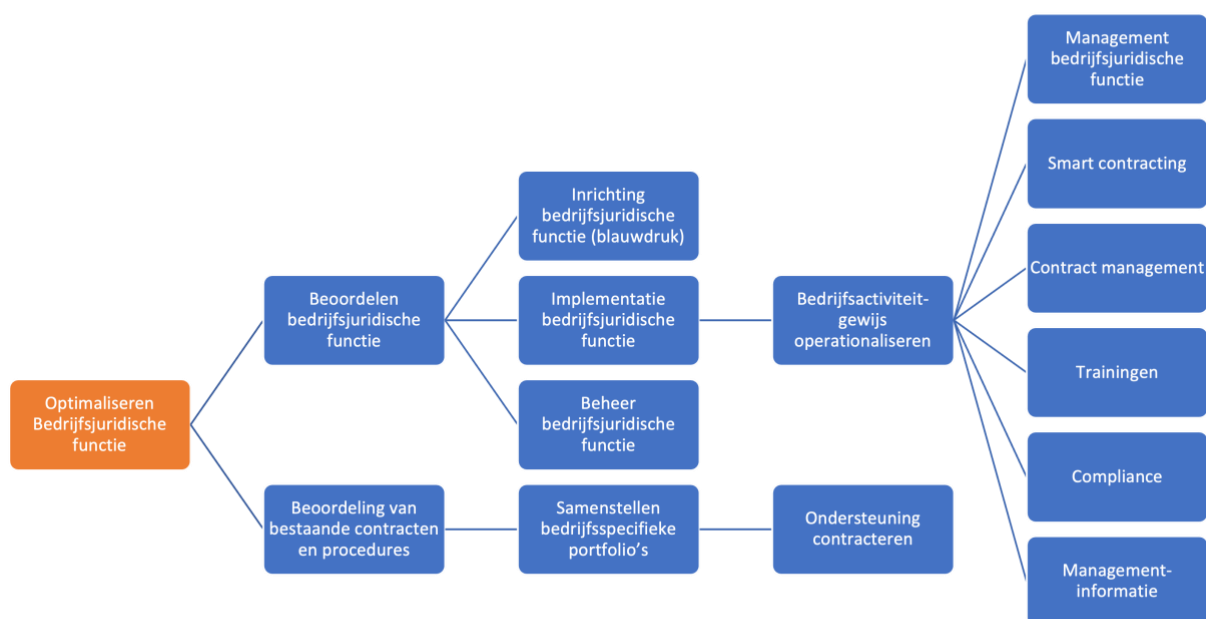 Optimaliseren
Bedrijfsjuridische
functie
Beoordelen
bedrijfsjuridische
functie
Beoordeling van
bestaande contracten
en procedures
Inrichting
bedrijfsjuridische
functie (blauwdruk)
Implementatie
bedrijfsjuridische
functie
Beheer
bedrijfsjuridische
functie
Samenstellen
bedrijfsspecifieke
portfolio’s
Bedrijfsactiviteit-
gewijs
operationaliseren
Ondersteuning
contracteren
Management
bedrijfsjuridische
functie
Smart contracting
Contract management
Trainingen
Compliance
Management-
informatie